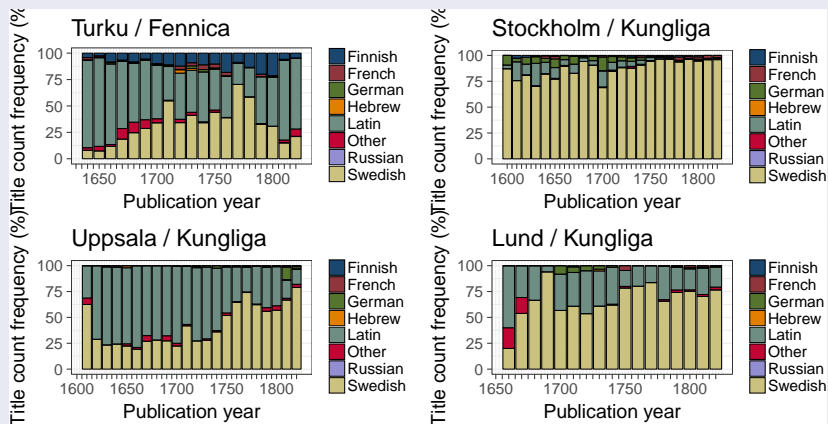 Turku / Fennica
Title count frequency (%
100
75
50
25
0
1650
1700
1750
1800
Publication year
Finnish
French
German
Hebrew
Latin
Other
Russian
Swedish
Stockholm / Kungliga
Title count frequency (%)
100
75
50
25
0
1600
1650
1700
1750
1800
Publication year
Finnish
French
German
Hebrew
Latin
Other
Russian
Swedish
Uppsala / Kungliga
Title count frequency (%)
100
75
50
25
0
1600
1650
1700
1750
1800
Publication year
Finnish
French
German
Hebrew
Latin
Other
Russian
Swedish
Lund / Kungliga
Title count frequency (%)
100
75
50
25
0
1650
1700
1750
1800
Publication year
Finnish
French
German
Hebrew
Latin
Other
Russian
Swedish